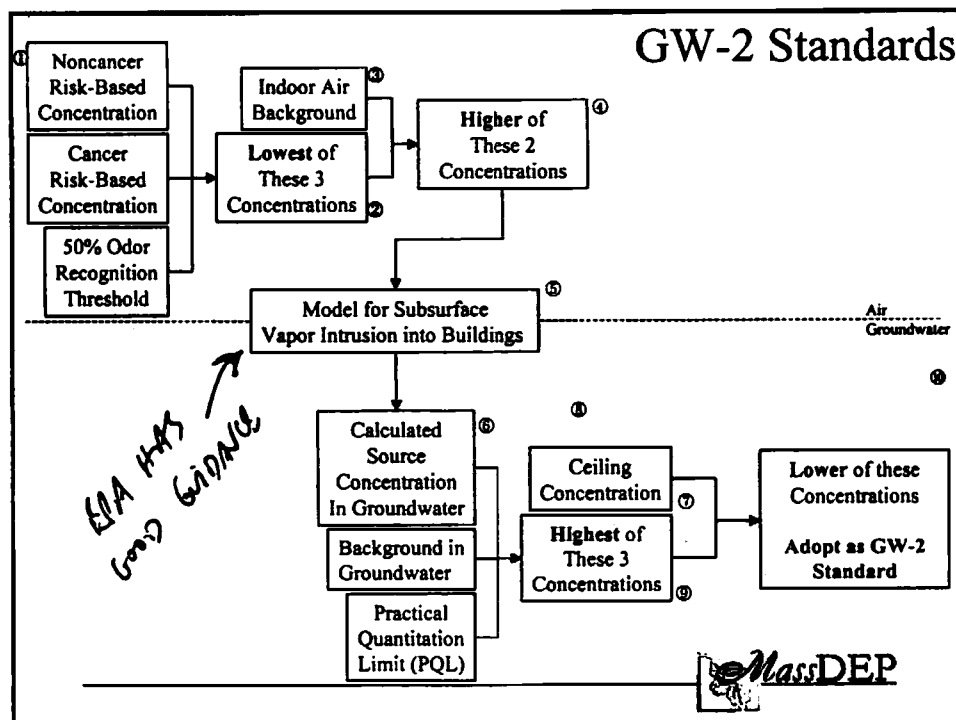 GW-2 Standards
①
Noncancer
Risk-Based
Concentration
Cancer
Risk-Based
Concentration
50% Odor
Recognition
Threshold
③
Indoor Air
Background
Lowest of
These 3
Concentrations
②
④
Higher of
These 2
Concentrations
⑤
Model for Subsurface
Vapor Intrusion into Buildings
Air
Groundwater
EPA HAS
GOOD GUIDANCE
⑥
Calculated
Source
Concentration
In Groundwater
Background in
Groundwater
Practical
Quantitation
Limit (PQL)
⑧
Ceiling
Concentration
⑦
Highest of
These 3
Concentrations
⑨
⑩
Lower of these
Concentrations
Adopt as GW-2
Standard
MassDEP